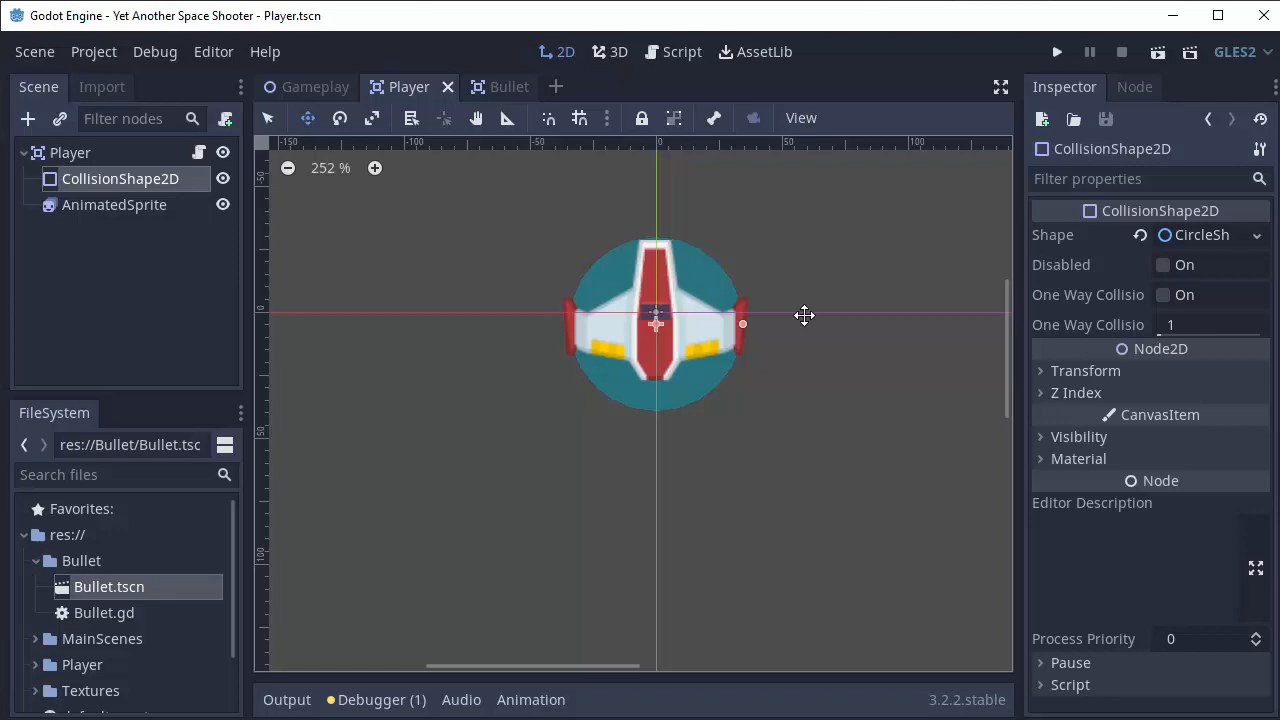 Godot Engine - Yet Another Space Shooter - Player.tscn
Scene Project Debug Editor Help 2D 3D Script AssetLib GLES2
Scene Import
Gameplay Player Bullet
Inspector Node
Filter nodes
View
Player
CollisionShape2D
AnimatedSprite
-150 -100 -50 0 50 100
-50
0
50
100
252 %
CollisionShape2D
Filter properties
CollisionShape2D
Shape CircleSh
Disabled On
One Way Collisio On
One Way Collisio 1
Node2D
Transform
Z Index
CanvasItem
Visibility
Material
Node
Editor Description
Process Priority 0
Pause
Script
FileSystem
res://Bullet/Bullet.tsc
Search files
Favorites:
res://
Bullet
Bullet.tscn
Bullet.gd
MainScenes
Player
Textures
Output Debugger (1) Audio Animation 3.2.2.stable